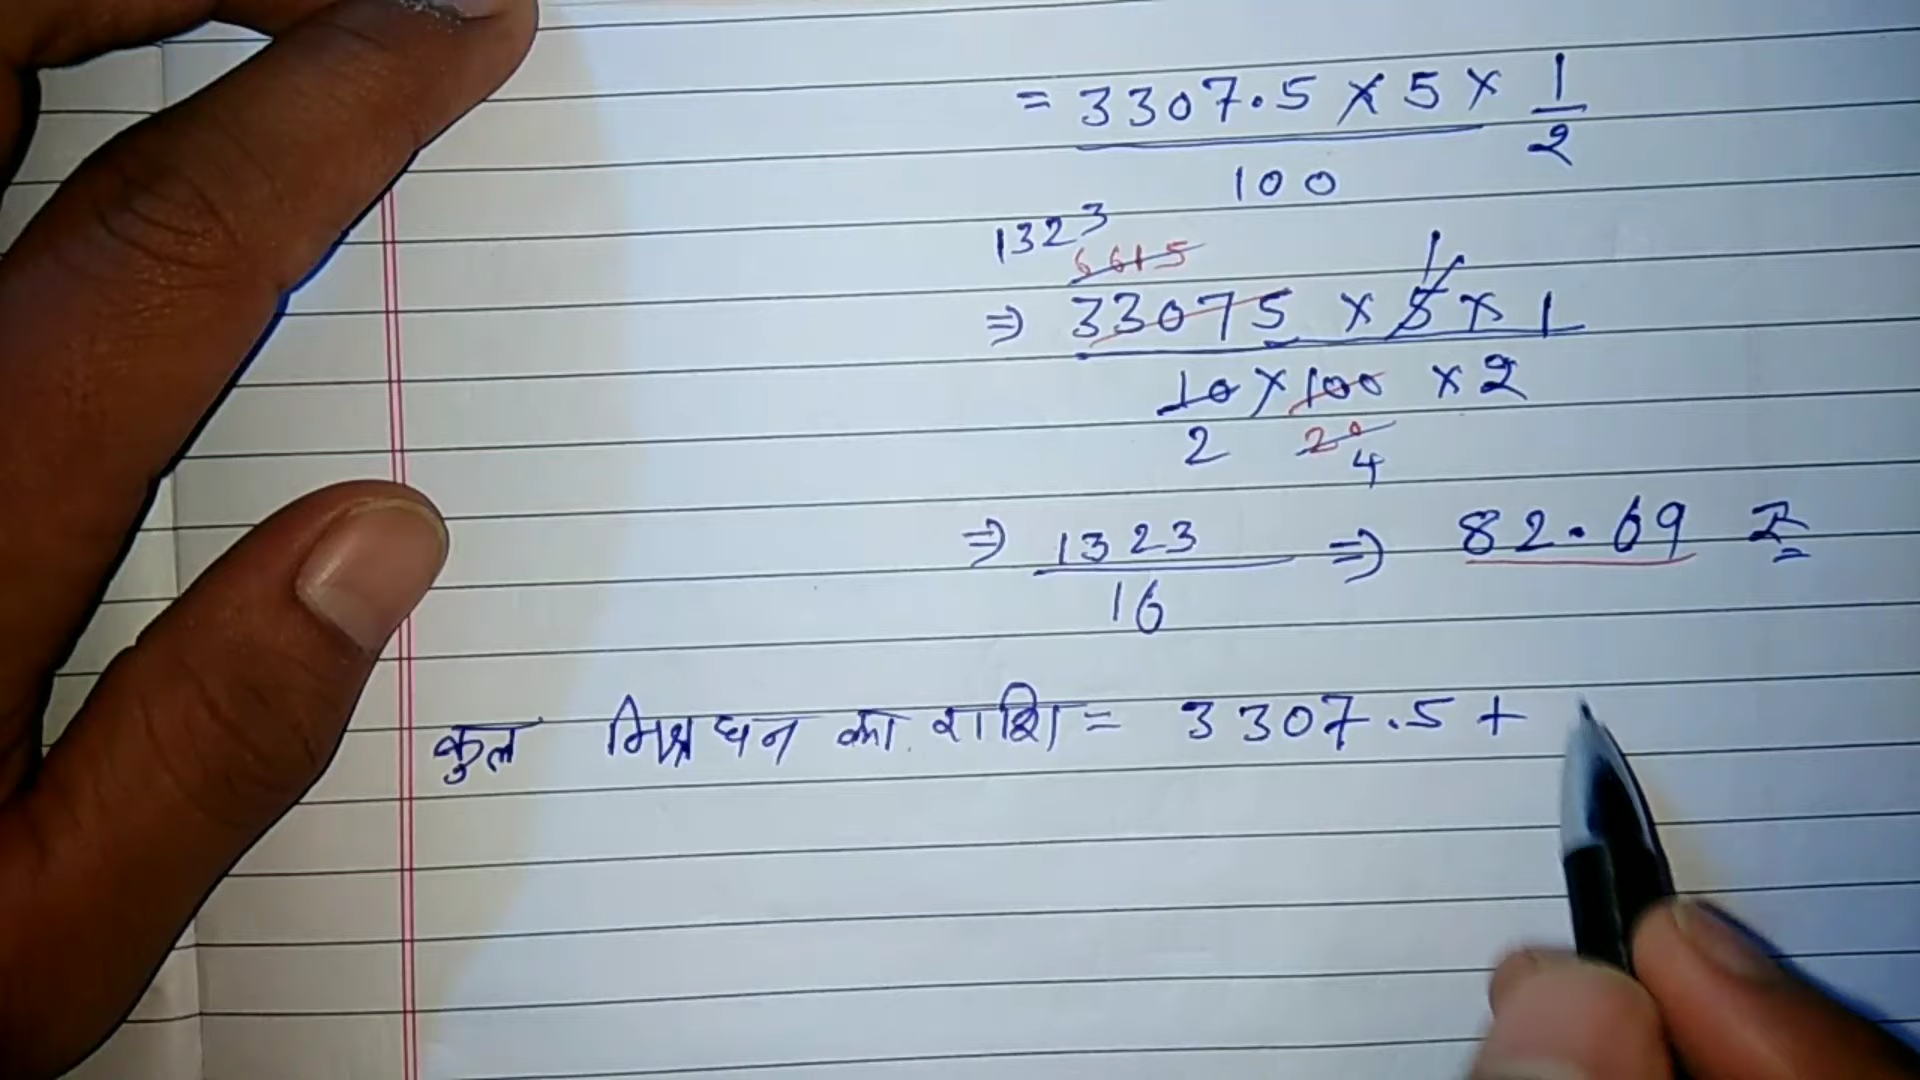 = 3307.5 × 5 × 1/2
100
1323
6615
⇒ 33075 × 5 × 1
1
10 × 100 × 2
2 20 4
⇒ 1323/16 ⇒ 82.69 ₹
कुल मिश्रधन का राशि = 3307.5 +